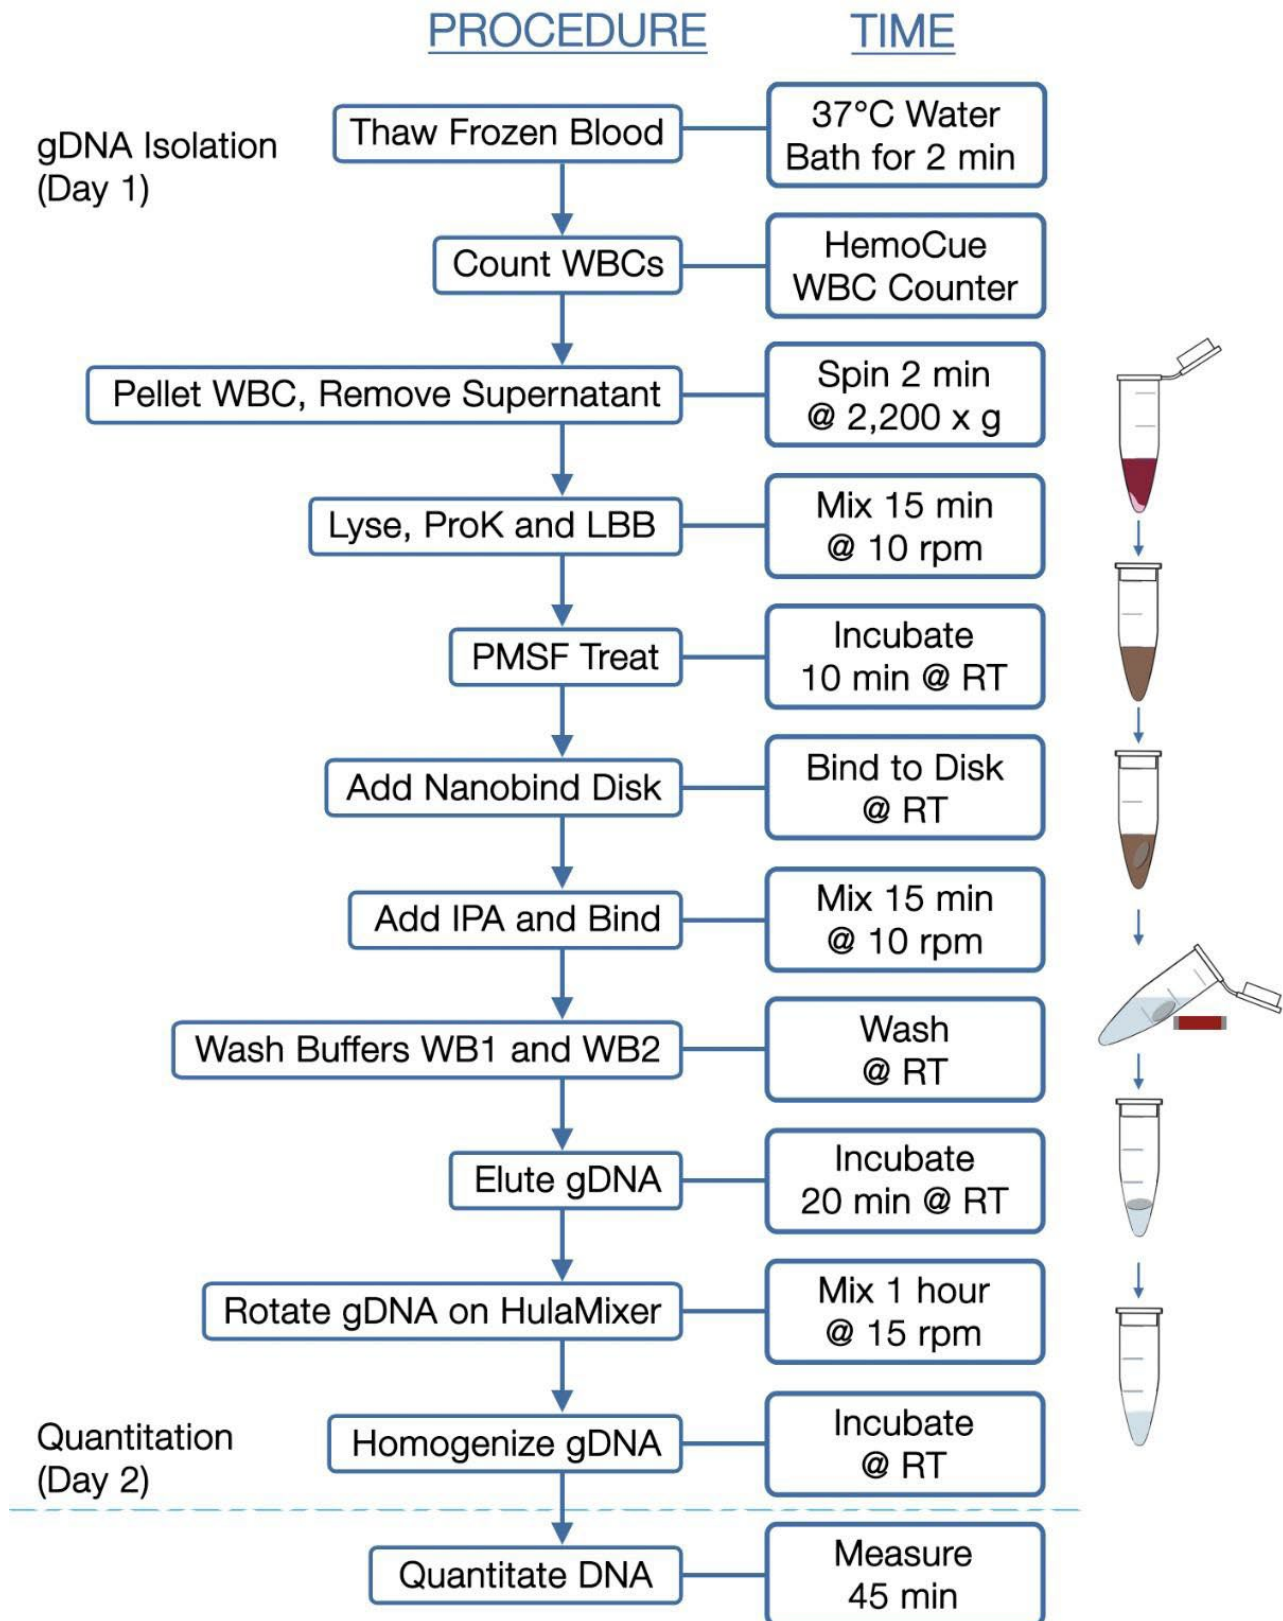 PROCEDURE
TIME
gDNA Isolation
(Day 1)
Thaw Frozen Blood
37°C Water
Bath for 2 min
Count WBCs
HemoCue
WBC Counter
Pellet WBC, Remove Supernatant
Spin 2 min
@ 2,200 x g
Lyse, ProK and LBB
Mix 15 min
@ 10 rpm
PMSF Treat
Incubate
10 min @ RT
Add Nanobind Disk
Bind to Disk
@ RT
Add IPA and Bind
Mix 15 min
@ 10 rpm
Wash Buffers WB1 and WB2
Wash
@ RT
Elute gDNA
Incubate
20 min @ RT
Rotate gDNA on HulaMixer
Mix 1 hour
@ 15 rpm
Quantitation
(Day 2)
Homogenize gDNA
Incubate
@ RT
Quantitate DNA
Measure
45 min